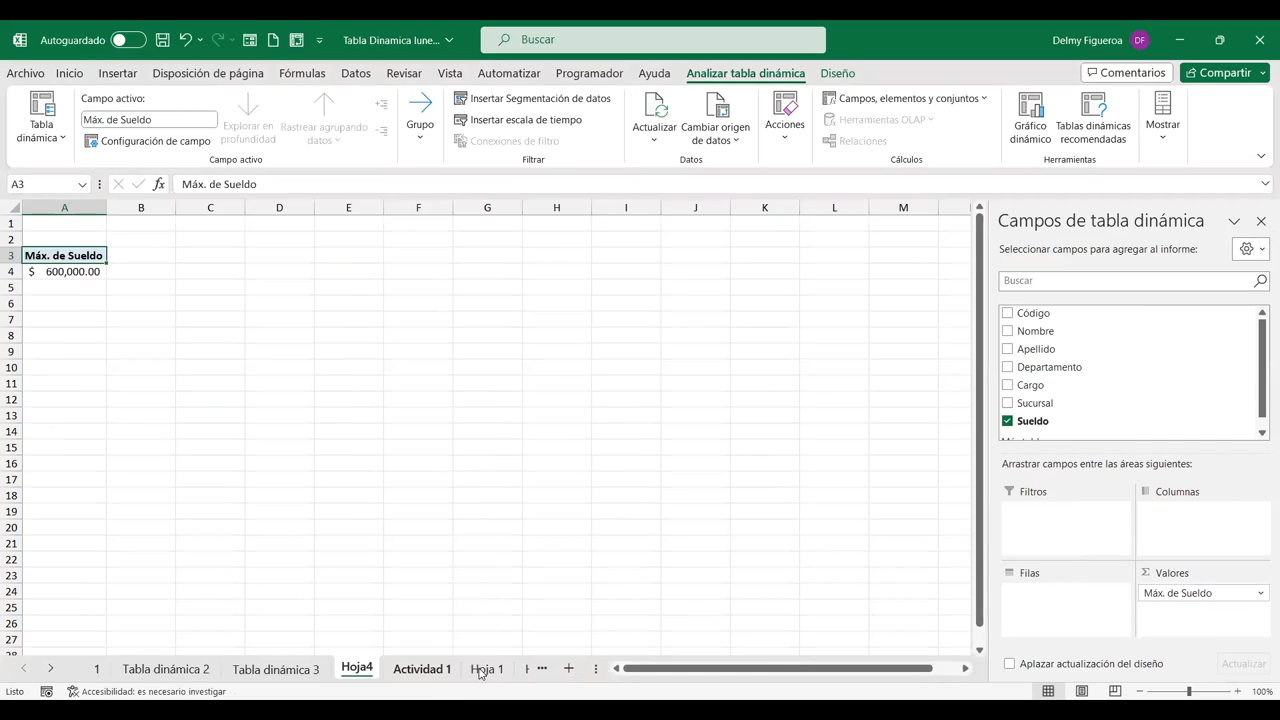 Autoguardado
Tabla Dinamica lune...
Buscar
Delmy Figueroa
DF
Archivo Inicio Insertar Disposición de página Fórmulas Datos Revisar Vista Automatizar Programador Ayuda Analizar tabla dinámica Diseño
Comentarios
Compartir
Tabla
dinámica
Campo activo:
Máx. de Sueldo
Configuración de campo
Explorar en
profundidad
Rastrear agrupando
datos
Campo activo
Grupo
Insertar Segmentación de datos
Insertar escala de tiempo
Conexiones de filtro
Filtrar
Actualizar
Cambiar origen
de datos
Datos
Acciones
Campos, elementos y conjuntos
Herramientas OLAP
Relaciones
Cálculos
Gráfico
dinámico
Tablas dinámicas
recomendadas
Herramientas
Mostrar
A3
fx
Máx. de Sueldo
A B C D E F G H I J K L M
1
2
3 Máx. de Sueldo
4 $ 600,000.00
5
6
7
8
9
10
11
12
13
14
15
16
17
18
19
20
21
22
23
24
25
26
27
28
Campos de tabla dinámica
Seleccionar campos para agregar al informe:
Buscar
Código
Nombre
Apellido
Departamento
Cargo
Sucursal
Sueldo
Arrastrar campos entre las áreas siguientes:
Filtros
Columnas
Filas
Σ Valores
Máx. de Sueldo
Aplazar actualización del diseño
Actualizar
1 Tabla dinámica 2 Tabla dinámica 3 Hoja4 Actividad 1 Hoja 1 ...
Listo
Accesibilidad: es necesario investigar
100%